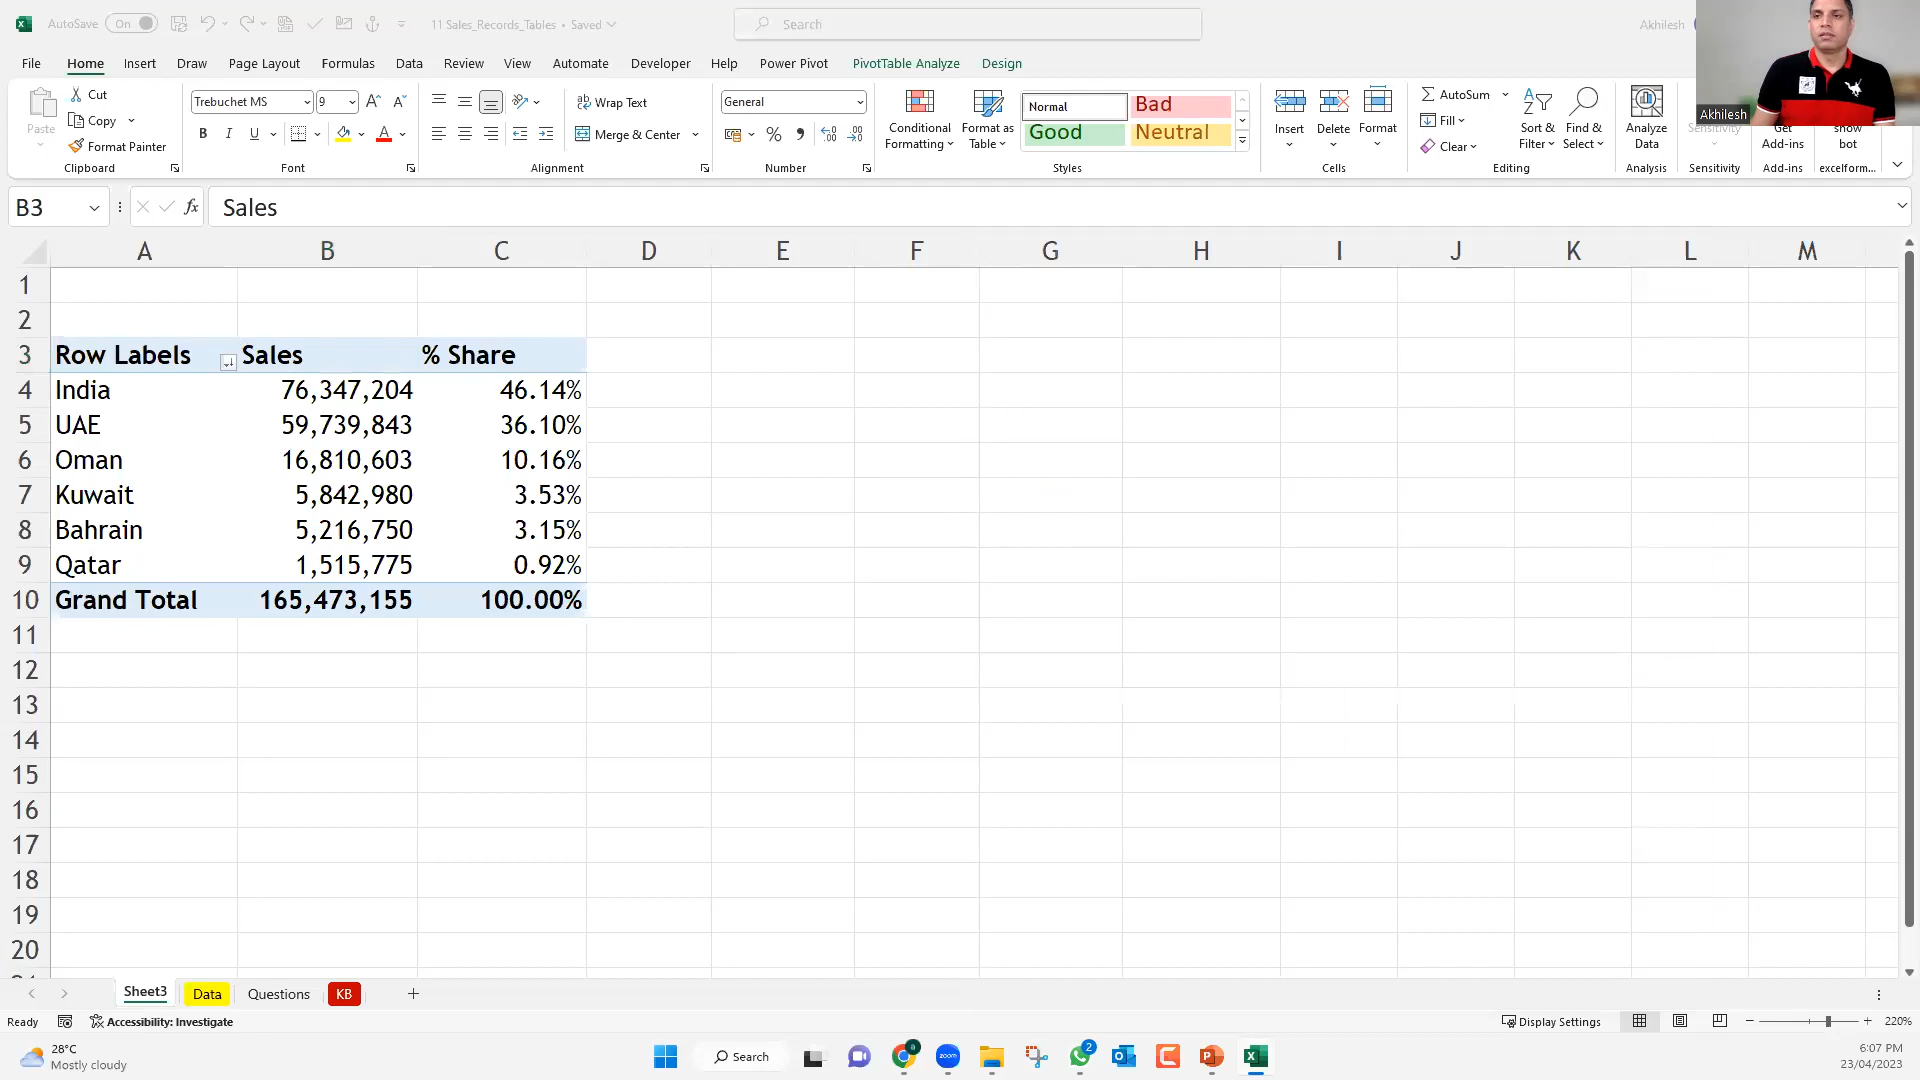 AutoSave On 11 Sales_Records_Tables • Saved Search Akhilesh
File Home Insert Draw Page Layout Formulas Data Review View Automate Developer Help Power Pivot PivotTable Analyze Design
Paste Cut Copy Format Painter Clipboard
Trebuchet MS 9 B I U Font
Wrap Text Merge & Center Alignment
General % Number
Conditional Formatting Format as Table Normal Bad Good Neutral Styles
Insert Delete Format Cells
AutoSum Fill Clear Sort & Filter Find & Select Editing
Analyze Data Analysis
Sensitivity Sensitivity
Get Add-ins Add-ins
show bot excelform...
Akhilesh
B3 fx Sales
A B C D E F G H I J K L M
1
2
3 Row Labels Sales % Share
4 India 76,347,204 46.14%
5 UAE 59,739,843 36.10%
6 Oman 16,810,603 10.16%
7 Kuwait 5,842,980 3.53%
8 Bahrain 5,216,750 3.15%
9 Qatar 1,515,775 0.92%
10 Grand Total 165,473,155 100.00%
11
12
13
14
15
16
17
18
19
20
Sheet3 Data Questions KB
Ready Accessibility: Investigate Display Settings 220%
28°C
Mostly cloudy
Search
zoom
2
6:07 PM
23/04/2023